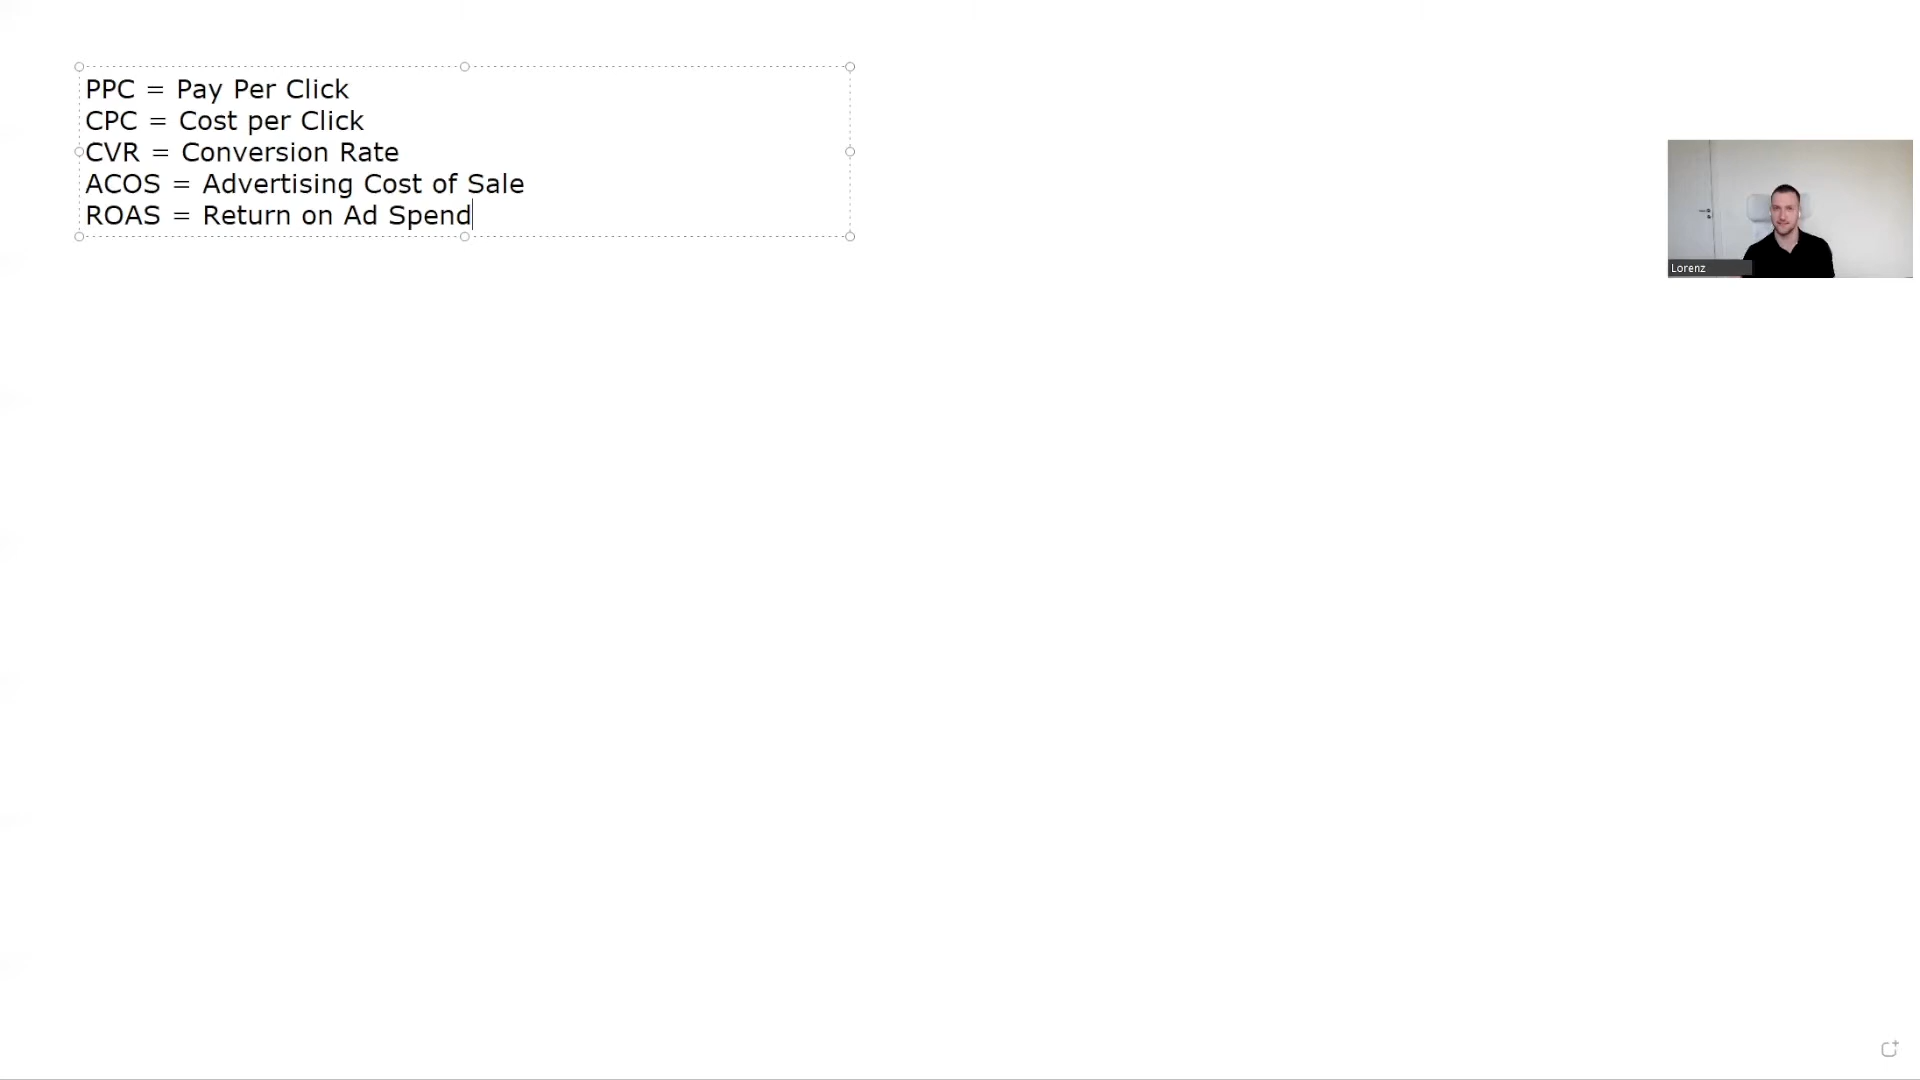 PPC = Pay Per Click
CPC = Cost per Click
CVR = Conversion Rate
ACOS = Advertising Cost of Sale
ROAS = Return on Ad Spend
Lorenz